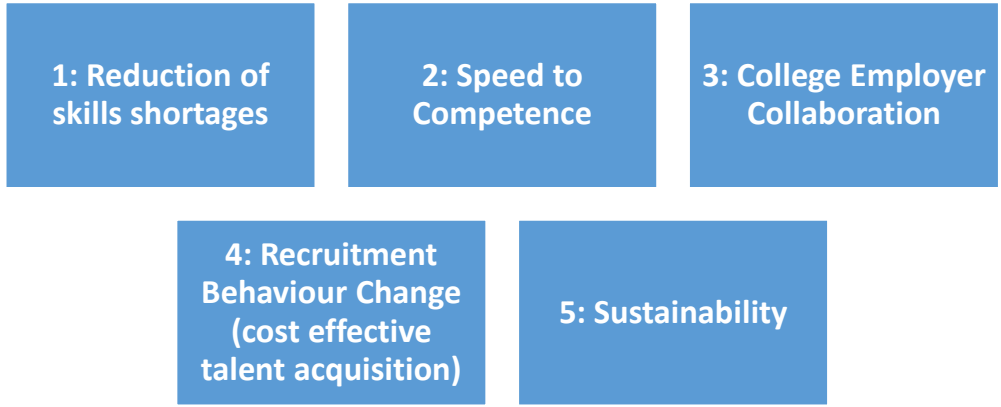 1: Reduction of
skills shortages
2: Speed to
Competence
3: College Employer
Collaboration
4: Recruitment
Behaviour Change
(cost effective
talent acquisition)
5: Sustainability